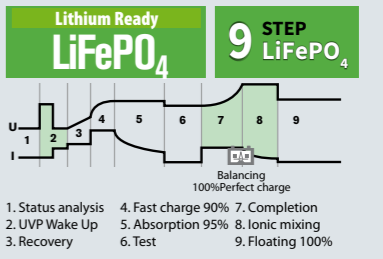 Lithium Ready
LiFePO4
9 STEP
LiFePO4
U
I
1 2 3 4 5 6 7 8 9
Balancing
100%Perfect charge
1. Status analysis 4. Fast charge 90% 7. Completion
2. UVP Wake Up 5. Absorption 95% 8. Ionic mixing
3. Recovery 6. Test 9. Floating 100%